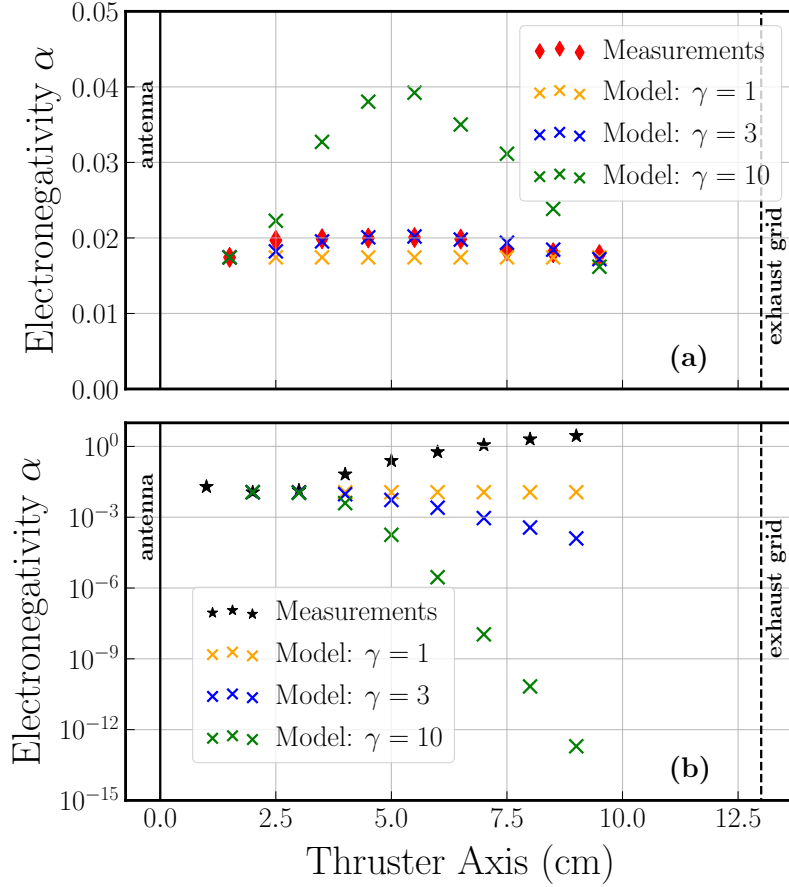 0.05
0.04
0.03
0.02
0.01
0.00
Electronegativity α
antenna
Measurements
Model: γ = 1
Model: γ = 3
Model: γ = 10
exhaust grid
(a)
10^0
10^{-3}
10^{-6}
10^{-9}
10^{-12}
10^{-15}
Electronegativity α
antenna
Measurements
Model: γ = 1
Model: γ = 3
Model: γ = 10
exhaust grid
(b)
0.0 2.5 5.0 7.5 10.0 12.5
Thruster Axis (cm)